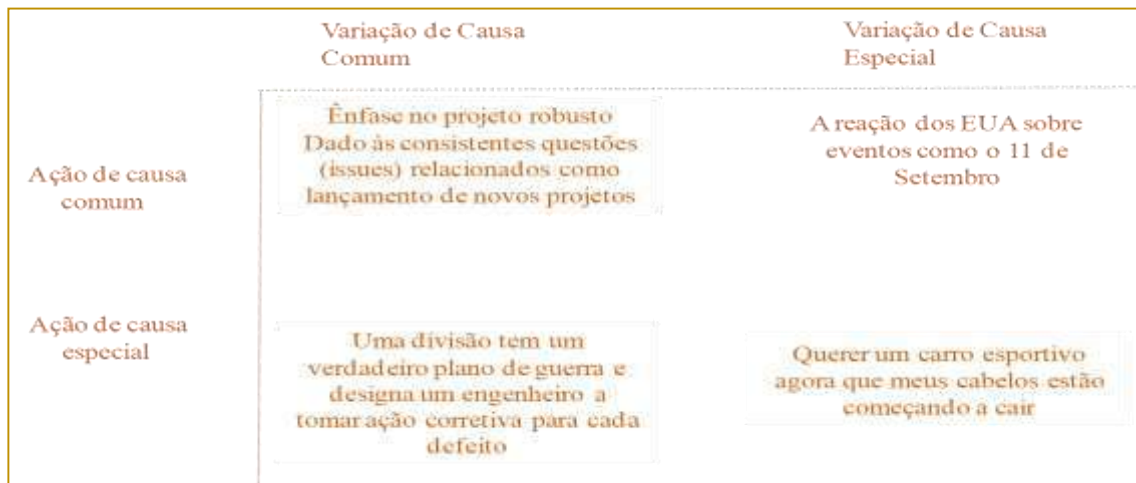 Variação de Causa
Comum
Variação de Causa
Especial
Ação de causa
comum
Ênfase no projeto robusto
Dado às consistentes questões
(issues) relacionados como
lançamento de novos projetos
A reação dos EUA sobre
eventos como o 11 de
Setembro
Ação de causa
especial
Uma divisão tem um
verdadeiro plano de guerra e
designa um engenheiro a
tomar ação corretiva para cada
defeito
Querer um carro esportivo
agora que meus cabelos estão
começando a cair